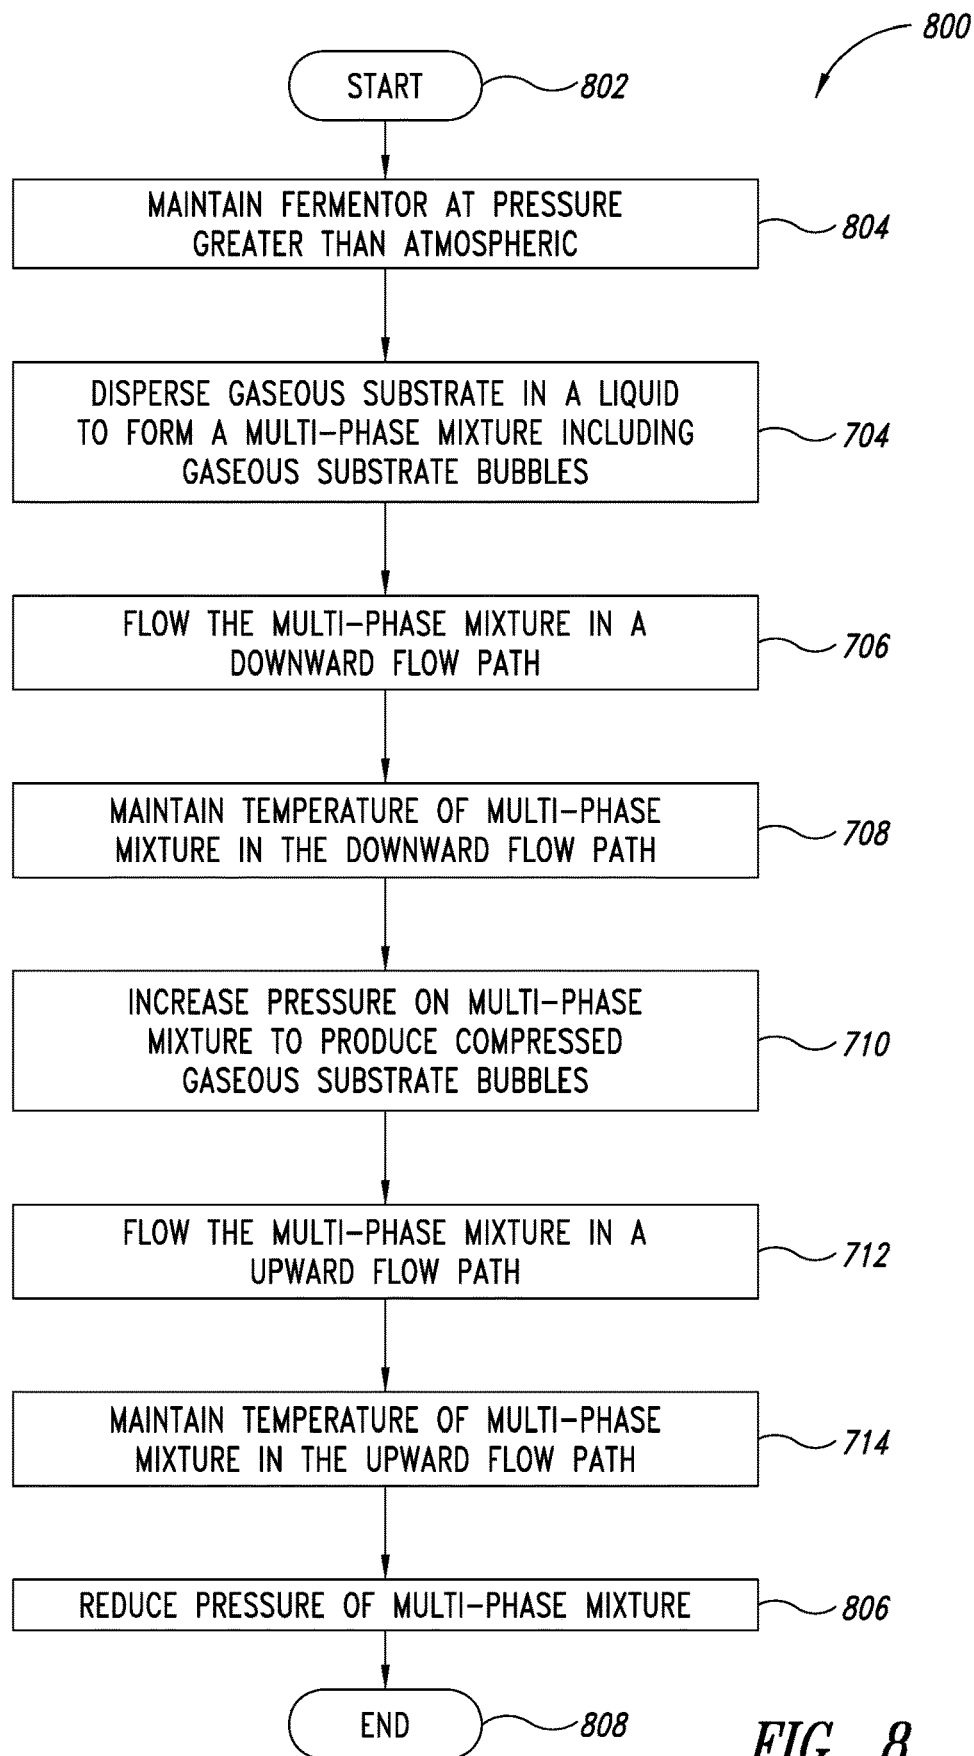 800
START
802
MAINTAIN FERMENTOR AT PRESSURE
GREATER THAN ATMOSPHERIC
804
DISPERSE GASEOUS SUBSTRATE IN A LIQUID
TO FORM A MULTI-PHASE MIXTURE INCLUDING
GASEOUS SUBSTRATE BUBBLES
704
FLOW THE MULTI-PHASE MIXTURE IN A
DOWNWARD FLOW PATH
706
MAINTAIN TEMPERATURE OF MULTI-PHASE
MIXTURE IN THE DOWNWARD FLOW PATH
708
INCREASE PRESSURE ON MULTI-PHASE
MIXTURE TO PRODUCE COMPRESSED
GASEOUS SUBSTRATE BUBBLES
710
FLOW THE MULTI-PHASE MIXTURE IN A
UPWARD FLOW PATH
712
MAINTAIN TEMPERATURE OF MULTI-PHASE
MIXTURE IN THE UPWARD FLOW PATH
714
REDUCE PRESSURE OF MULTI-PHASE MIXTURE
806
END
808
FIG. 8